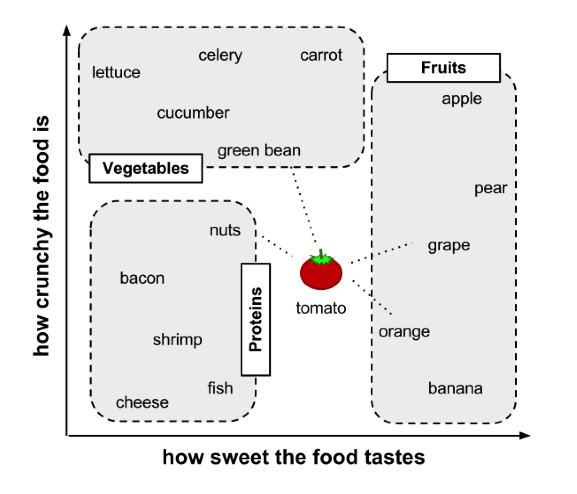 celery
carrot
lettuce
Fruits
apple
cucumber
green bean
Vegetables
pear
nuts
grape
bacon
tomato
Proteins
shrimp
orange
fish
cheese
banana
how crunchy the food is
how sweet the food tastes